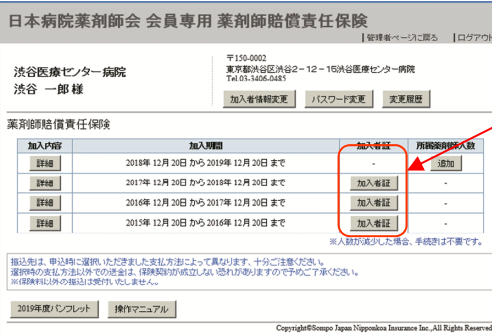 日本病院薬剤師会 会員専用 薬剤師賠償責任保険
| 管理者ページに戻る | ログアウト
渋谷医療センター病院
渋谷 一郎 様
〒150-0002
東京都渋谷区渋谷2-12-15渋谷医療センター病院
Tel.03-3406-0485
加入者情報変更 パスワード変更 変更履歴
薬剤師賠償責任保険
加入内容 加入期間 加入者証 所属薬剤師人数
詳細 2018年 12月 20日 から 2019年 12月 20日 まで - 追加
詳細 2017年 12月 20日 から 2018年 12月 20日 まで 加入者証 -
詳細 2016年 12月 20日 から 2017年 12月 20日 まで 加入者証 -
詳細 2015年 12月 20日 から 2016年 12月 20日 まで 加入者証 -
※人数が減少した場合、手続きは不要です。
振込先は、申込時に選択いただきました支払方法によって異なります、十分ご注意ください。
選択時の支払方法以外での送金は、保険契約が成立しない恐れがありますので予めご了承ください。
※保険料以外の振込は受付いたしません。
2019年度パンフレット 操作マニュアル
Copyright©Sompo Japan Nipponkoa Insurance Inc.,All Rights Reserved